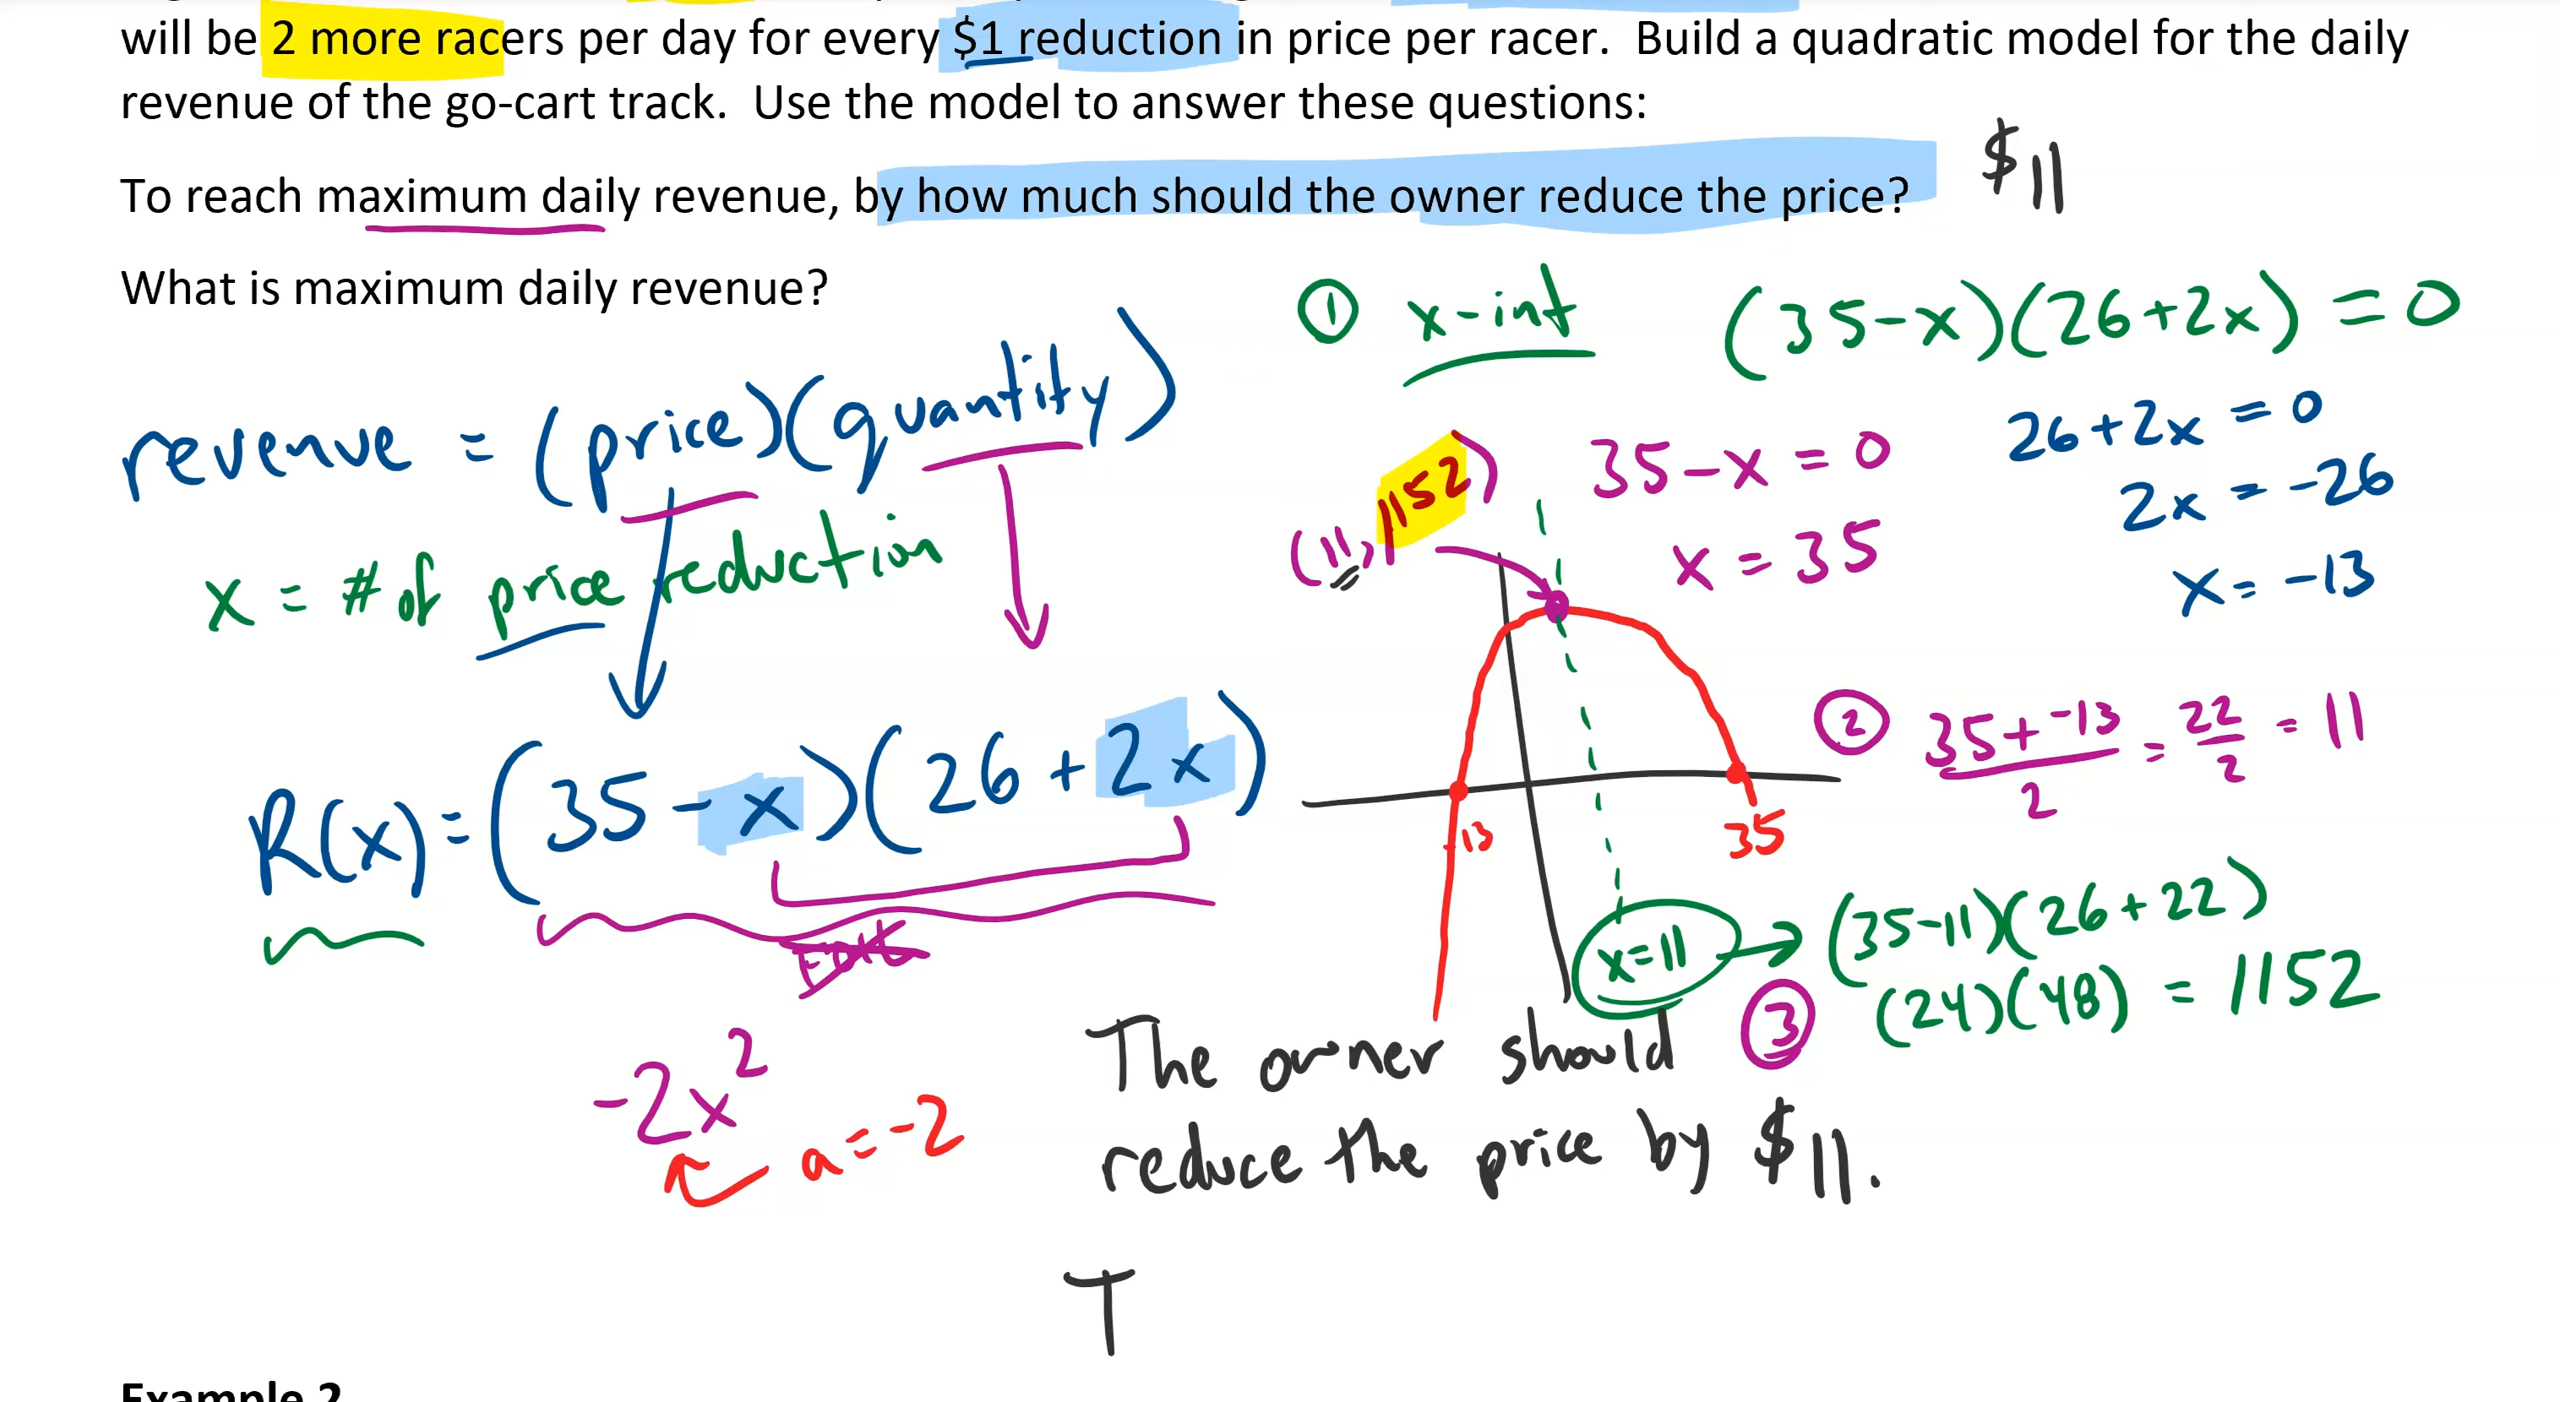 will be 2 more racers per day for every $1 reduction in price per racer. Build a quadratic model for the daily
revenue of the go-cart track. Use the model to answer these questions:
To reach maximum daily revenue, by how much should the owner reduce the price? $11
What is maximum daily revenue?
① x-int (35-x)(26+2x) = 0
revenue = (price)(quantity)
x = # of price reduction
R(x) = (35-x)(26+2x)
-2x²
a=-2
(11, 1152)
35-x = 0
x = 35
26+2x = 0
2x = -26
x = -13
-13
35
② 35+-13/2 = 22/2 = 11
x=11 → (35-11)(26+22)
③ (24)(48) = 1152
The owner should
reduce the price by $11.
T
Example 2